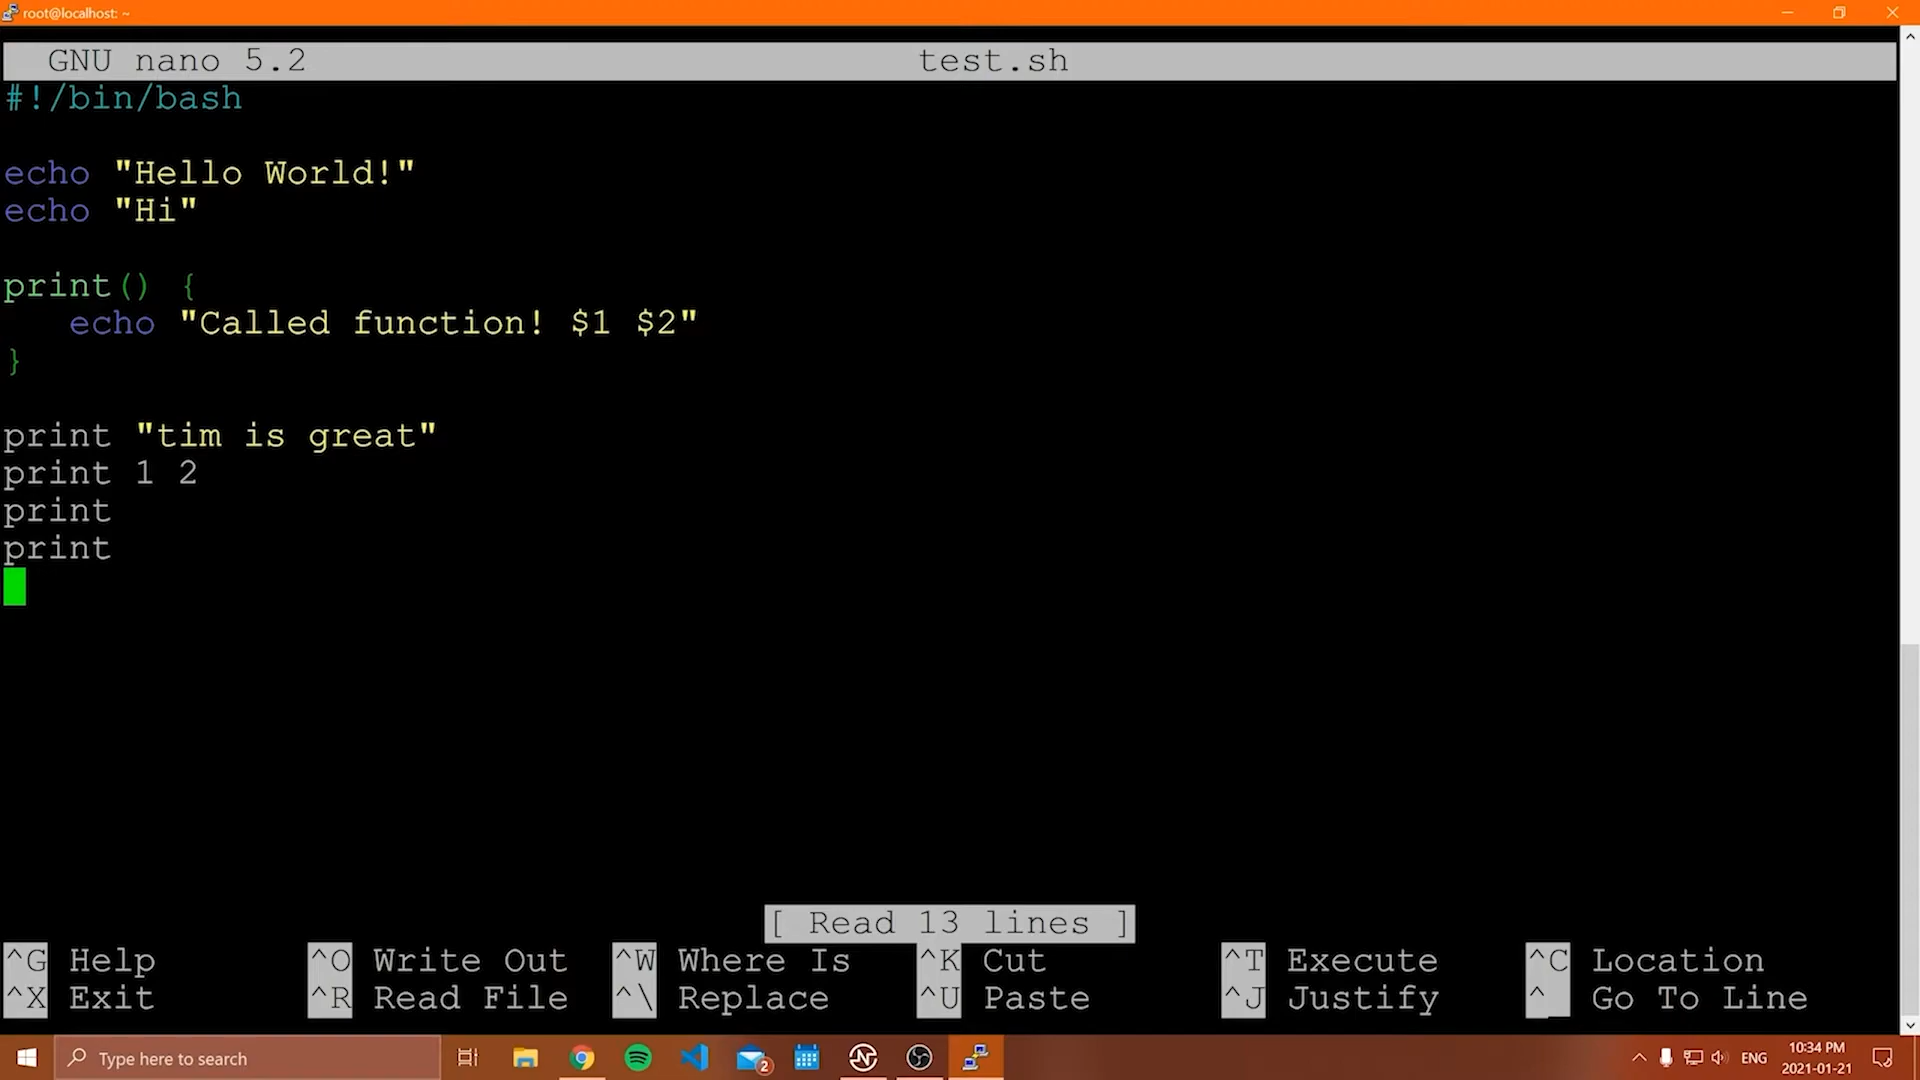 root@localhost: ~
GNU nano 5.2 test.sh
#!/bin/bash
echo "Hello World!"
echo "Hi"
print() {
echo "Called function! $1 $2"
}
print "tim is great"
print 1 2
print
print
[ Read 13 lines ]
^G Help ^O Write Out ^W Where Is ^K Cut ^T Execute ^C Location
^X Exit ^R Read File ^\ Replace ^U Paste ^J Justify ^_ Go To Line
Type here to search
2
ENG
10:34 PM
2021-01-21